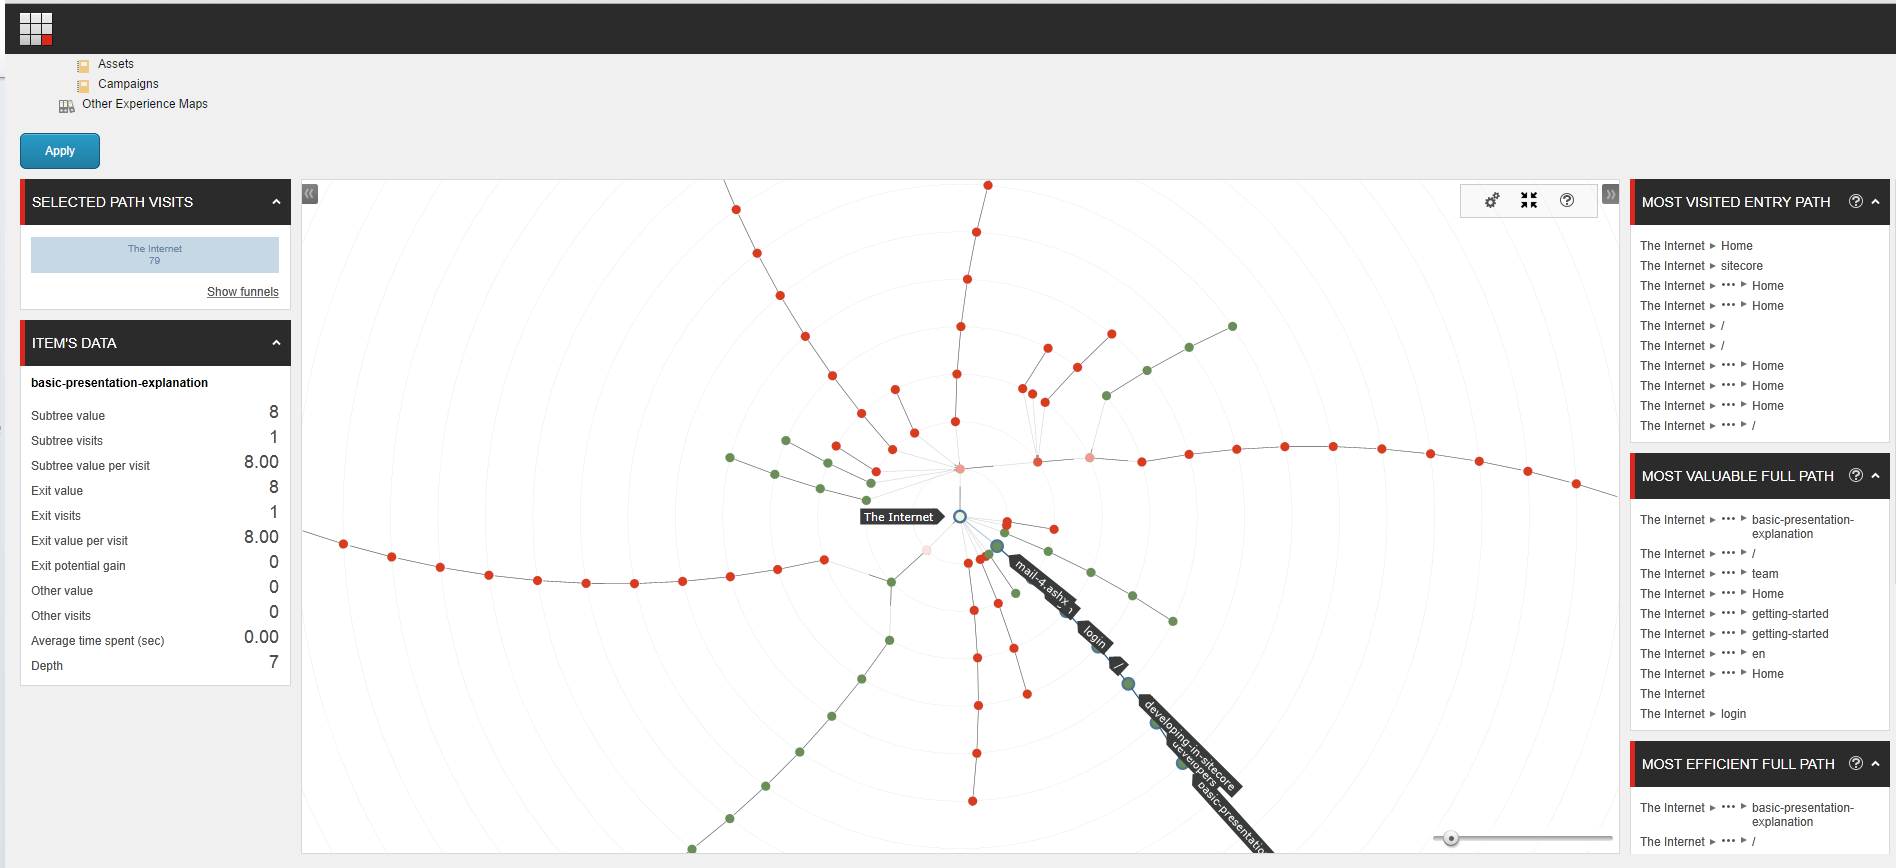 Assets
Campaigns
Other Experience Maps
Apply
SELECTED PATH VISITS
The Internet
79
Show funnels
ITEM'S DATA
basic-presentation-explanation
Subtree value 8
Subtree visits 1
Subtree value per visit 8.00
Exit value 8
Exit visits 1
Exit value per visit 8.00
Exit potential gain 0
Other value 0
Other visits 0
Average time spent (sec) 0.00
Depth 7
The Internet
mail-4.ashx
login
/
developing-in-sitecore
developers
basic-presentatio
MOST VISITED ENTRY PATH
The Internet ▸ Home
The Internet ▸ sitecore
The Internet ▸ ••• ▸ Home
The Internet ▸ ••• ▸ Home
The Internet ▸ /
The Internet ▸ /
The Internet ▸ ••• ▸ Home
The Internet ▸ ••• ▸ Home
The Internet ▸ ••• ▸ Home
The Internet ▸ ••• ▸ /
MOST VALUABLE FULL PATH
The Internet ▸ ••• ▸ basic-presentation-
explanation
The Internet ▸ ••• ▸ /
The Internet ▸ ••• ▸ team
The Internet ▸ ••• ▸ Home
The Internet ▸ ••• ▸ getting-started
The Internet ▸ ••• ▸ getting-started
The Internet ▸ ••• ▸ en
The Internet ▸ ••• ▸ Home
The Internet
The Internet ▸ login
MOST EFFICIENT FULL PATH
The Internet ▸ ••• ▸ basic-presentation-
explanation
The Internet ▸ ••• ▸ /